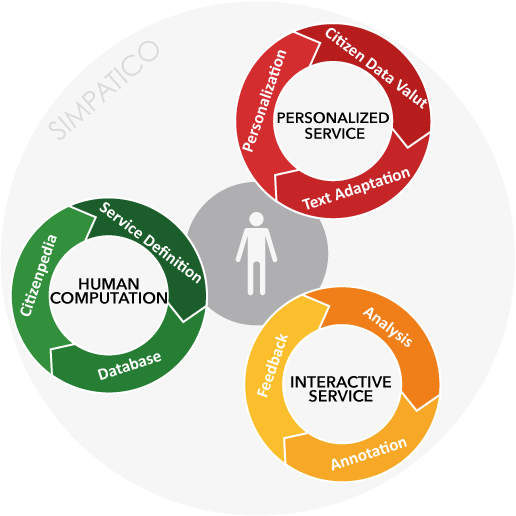 SIMPATICO
Personalization
Citizen Data Valut
Text Adaptation
PERSONALIZED
SERVICE
Citizenpedia
Service Definition
Database
HUMAN
COMPUTATION
Feedback
Analysis
Annotation
INTERACTIVE
SERVICE